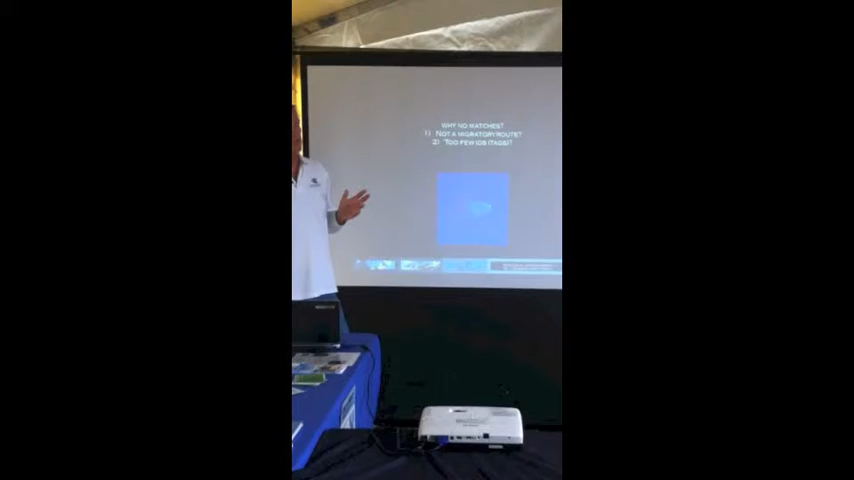 WHY NO MATCHES?
1) NOT A MIGRATORY ROUTE?
2) TOO FEW IDS (TAGS)?